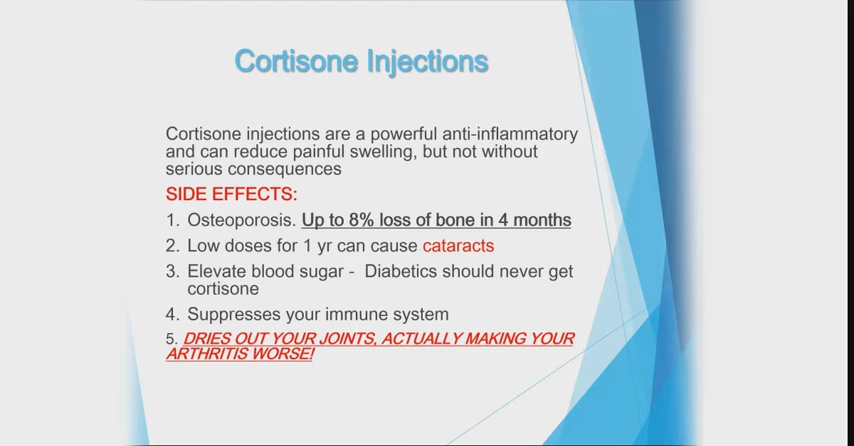 Cortisone Injections
Cortisone injections are a powerful anti-inflammatory
and can reduce painful swelling, but not without
serious consequences
SIDE EFFECTS:
1. Osteoporosis. Up to 8% loss of bone in 4 months
2. Low doses for 1 yr can cause cataracts
3. Elevate blood sugar - Diabetics should never get
cortisone
4. Suppresses your immune system
5. DRIES OUT YOUR JOINTS, ACTUALLY MAKING YOUR
ARTHRITIS WORSE!